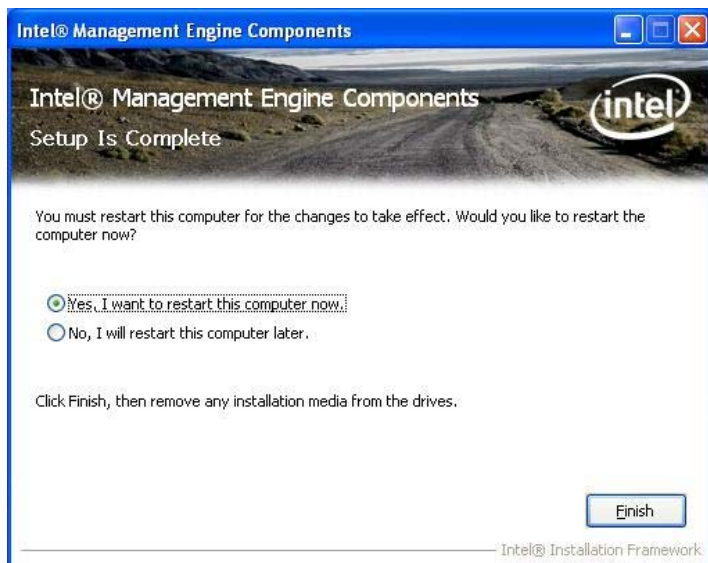 Intel® Management Engine Components
Intel® Management Engine Components
Setup Is Complete
intel
You must restart this computer for the changes to take effect. Would you like to restart the
computer now?
Yes, I want to restart this computer now.
No, I will restart this computer later.
Click Finish, then remove any installation media from the drives.
Finish
Intel® Installation Framework